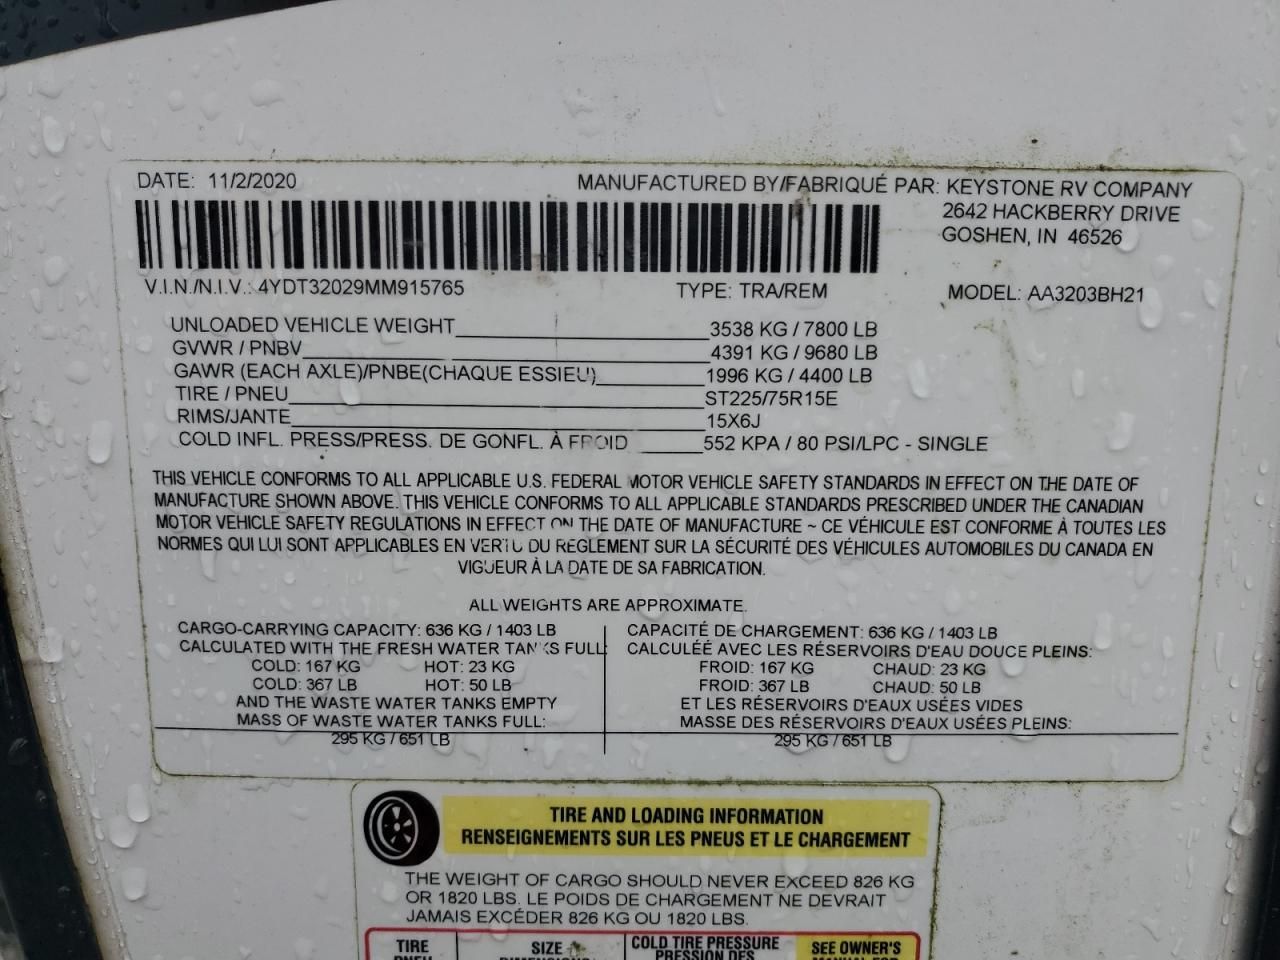 DATE: 11/2/2020
MANUFACTURED BY/FABRIQUÉ PAR: KEYSTONE RV COMPANY
2642 HACKBERRY DRIVE
GOSHEN, IN 46526
V.I.N./N.I.V.: 4YDT32029MM915765 TYPE: TRA/REM MODEL: AA3203BH21
UNLOADED VEHICLE WEIGHT 3538 KG / 7800 LB
GVWR / PNBV 4391 KG / 9680 LB
GAWR (EACH AXLE)/PNBE(CHAQUE ESSIEU) 1996 KG / 4400 LB
TIRE / PNEU ST225/75R15E
RIMS/JANTE 15X6J
COLD INFL. PRESS/PRESS. DE GONFL. À FROID 552 KPA / 80 PSI/LPC - SINGLE
THIS VEHICLE CONFORMS TO ALL APPLICABLE U.S. FEDERAL MOTOR VEHICLE SAFETY STANDARDS IN EFFECT ON THE DATE OF
MANUFACTURE SHOWN ABOVE. THIS VEHICLE CONFORMS TO ALL APPLICABLE STANDARDS PRESCRIBED UNDER THE CANADIAN
MOTOR VEHICLE SAFETY REGULATIONS IN EFFECT ON THE DATE OF MANUFACTURE ~ CE VÉHICULE EST CONFORME À TOUTES LES
NORMES QUI LUI SONT APPLICABLES EN VERTU DU RÈGLEMENT SUR LA SÉCURITÉ DES VÉHICULES AUTOMOBILES DU CANADA EN
VIGUEUR À LA DATE DE SA FABRICATION.
ALL WEIGHTS ARE APPROXIMATE.
CARGO-CARRYING CAPACITY: 636 KG / 1403 LB
CALCULATED WITH THE FRESH WATER TANKS FULL:
COLD: 167 KG HOT: 23 KG
COLD: 367 LB HOT: 50 LB
AND THE WASTE WATER TANKS EMPTY
MASS OF WASTE WATER TANKS FULL:
295 KG / 651 LB
CAPACITÉ DE CHARGEMENT: 636 KG / 1403 LB
CALCULÉE AVEC LES RÉSERVOIRS D'EAU DOUCE PLEINS:
FROID: 167 KG CHAUD: 23 KG
FROID: 367 LB CHAUD: 50 LB
ET LES RÉSERVOIRS D'EAUX USÉES VIDES
MASSE DES RÉSERVOIRS D'EAUX USÉES PLEINS:
295 KG / 651 LB
TIRE AND LOADING INFORMATION
RENSEIGNEMENTS SUR LES PNEUS ET LE CHARGEMENT
THE WEIGHT OF CARGO SHOULD NEVER EXCEED 826 KG
OR 1820 LBS. LE POIDS DE CHARGEMENT NE DEVRAIT
JAMAIS EXCÉDER 826 KG OU 1820 LBS.
TIRE SIZE COLD TIRE PRESSURE SEE OWNER'S
PNEU DIMENSIONS PRESSION DES MANUAL FOR